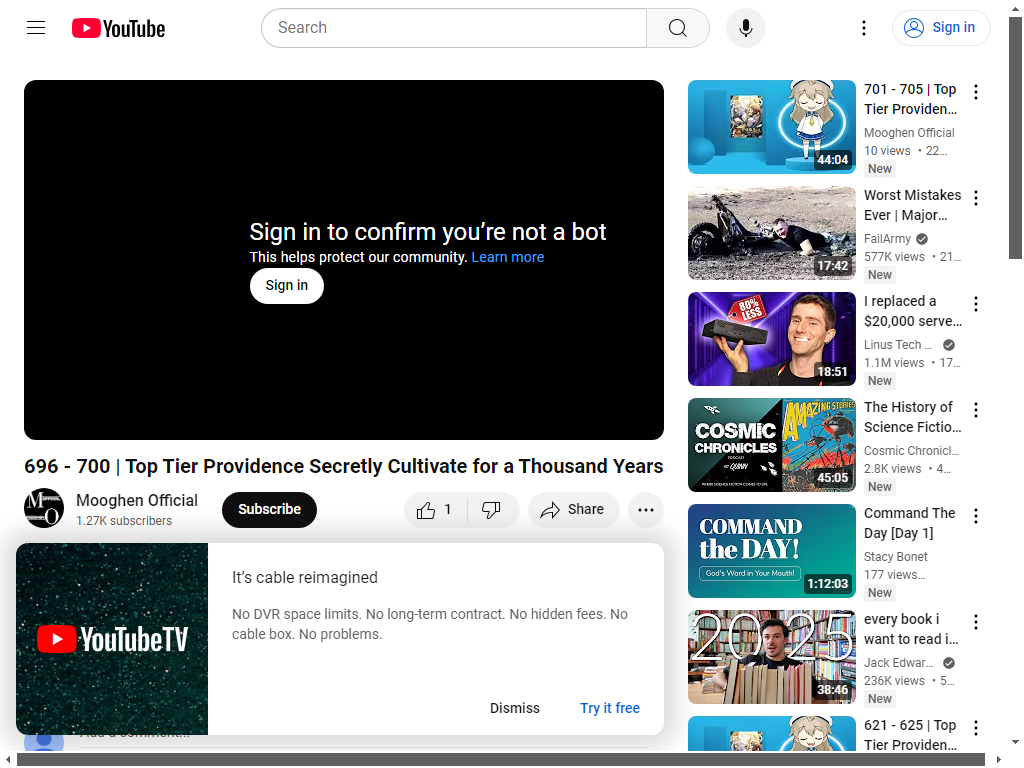 YouTube
Search
Sign in
Sign in to confirm you’re not a bot
This helps protect our community. Learn more
Sign in
696 - 700 | Top Tier Providence Secretly Cultivate for a Thousand Years
Mooghen Official
1.27K subscribers
Subscribe
1
Share
YouTubeTV
It’s cable reimagined
No DVR space limits. No long-term contract. No hidden fees. No
cable box. No problems.
Dismiss
Try it free
44:04
701 - 705 | Top
Tier Providen…
Mooghen Official
10 views • 22…
New
17:42
Worst Mistakes
Ever | Major…
FailArmy
577K views • 21…
New
80%
LESS
18:51
I replaced a
$20,000 serve…
Linus Tech …
1.1M views • 17…
New
COSMIC
CHRONICLES
PODCAST
QUINN
WHERE SCIENCE FICTION COMES TO LIFE
AMAZING STORIES
45:05
The History of
Science Fictio…
Cosmic Chronicl…
2.8K views • 4…
New
COMMAND
the DAY!
God's Word in Your Mouth!
1:12:03
Command The
Day [Day 1]
Stacy Bonet
177 views…
New
2025
38:46
every book i
want to read i…
Jack Edwar…
236K views • 5…
New
621 - 625 | Top
Tier Providen…